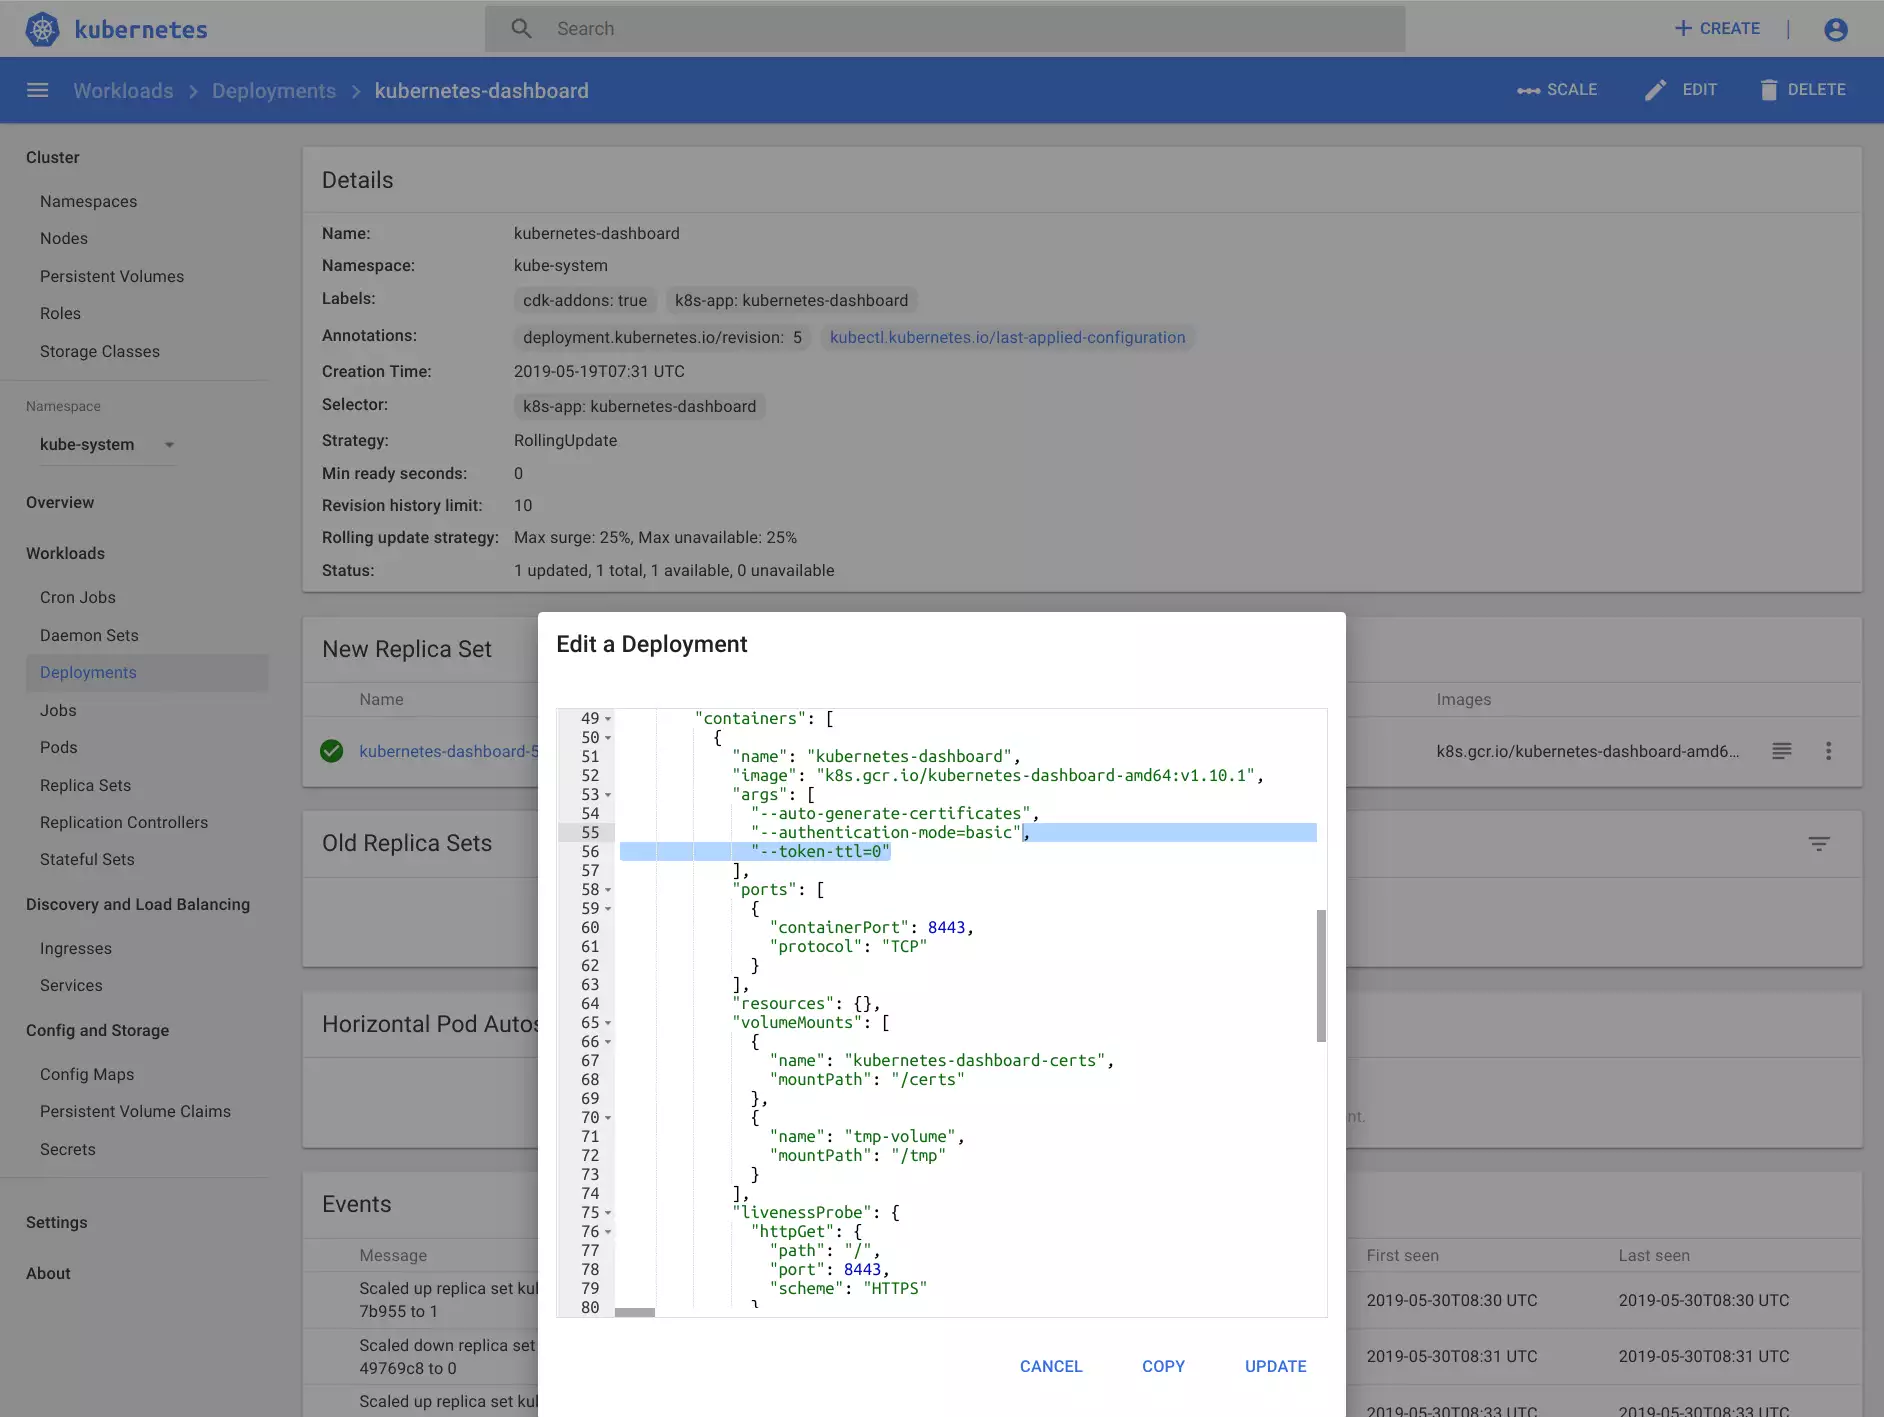 kubernetes
Search
CREATE
Workloads
Deployments
kubernetes-dashboard
SCALE
EDIT
DELETE
Cluster
Namespaces
Nodes
Persistent Volumes
Roles
Storage Classes
Namespace
kube-system
Overview
Workloads
Cron Jobs
Daemon Sets
Deployments
Jobs
Pods
Replica Sets
Replication Controllers
Stateful Sets
Discovery and Load Balancing
Ingresses
Services
Config and Storage
Config Maps
Persistent Volume Claims
Secrets
Settings
About
Details
Name: kubernetes-dashboard
Namespace: kube-system
Labels: cdk-addons: true k8s-app: kubernetes-dashboard
Annotations: deployment.kubernetes.io/revision: 5 kubectl.kubernetes.io/last-applied-configuration
Creation Time: 2019-05-19T07:31 UTC
Selector: k8s-app: kubernetes-dashboard
Strategy: RollingUpdate
Min ready seconds: 0
Revision history limit: 10
Rolling update strategy: Max surge: 25%, Max unavailable: 25%
Status: 1 updated, 1 total, 1 available, 0 unavailable
New Replica Set
Name
Images
kubernetes-dashboard-5
k8s.gcr.io/kubernetes-dashboard-amd6...
Old Replica Sets
Horizontal Pod Autos
nt.
Events
Message
First seen
Last seen
Scaled up replica set kul
7b955 to 1
2019-05-30T08:30 UTC
2019-05-30T08:30 UTC
Scaled down replica set
49769c8 to 0
2019-05-30T08:31 UTC
2019-05-30T08:31 UTC
Scaled up replica set kul
2019-05-30T08:33 UTC
2019-05-30T08:33 UTC
Edit a Deployment
49 "containers": [
50 {
51 "name": "kubernetes-dashboard",
52 "image": "k8s.gcr.io/kubernetes-dashboard-amd64:v1.10.1",
53 "args": [
54 "--auto-generate-certificates",
55 "--authentication-mode=basic",
56 "--token-ttl=0"
57 ],
58 "ports": [
59 {
60 "containerPort": 8443,
61 "protocol": "TCP"
62 }
63 ],
64 "resources": {},
65 "volumeMounts": [
66 {
67 "name": "kubernetes-dashboard-certs",
68 "mountPath": "/certs"
69 },
70 {
71 "name": "tmp-volume",
72 "mountPath": "/tmp"
73 }
74 ],
75 "livenessProbe": {
76 "httpGet": {
77 "path": "/",
78 "port": 8443,
79 "scheme": "HTTPS"
80 }
CANCEL
COPY
UPDATE